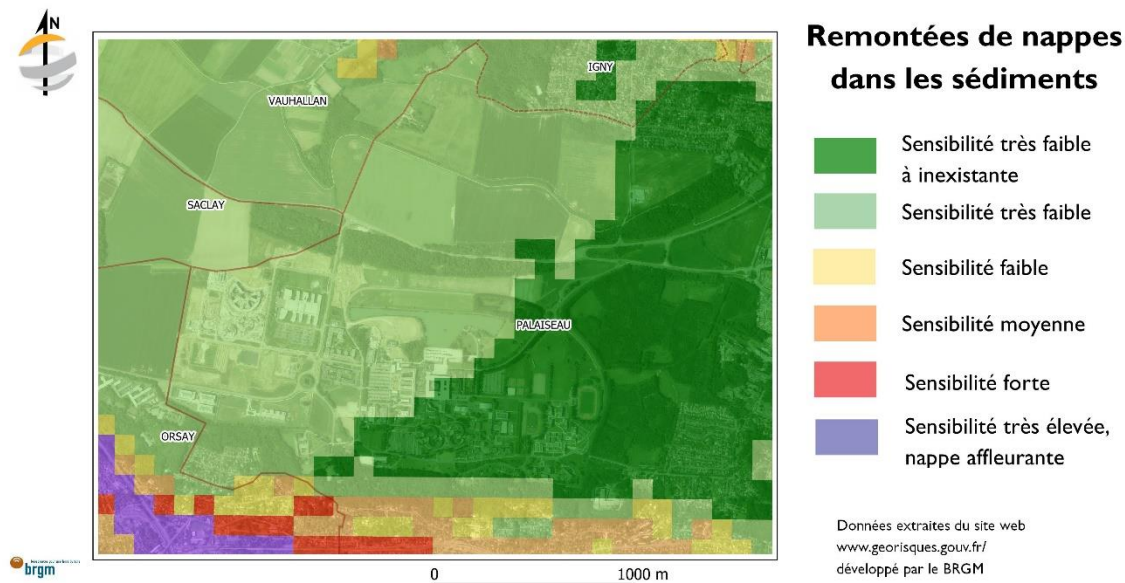 N
Remontées de nappes
dans les sédiments
IGNY
VAUHALLAN
SACLAY
PALAISEAU
ORSAY
Sensibilité très faible
à inexistante
Sensibilité très faible
Sensibilité faible
Sensibilité moyenne
Sensibilité forte
Sensibilité très élevée,
nappe affleurante
Données extraites du site web
www.georisques.gouv.fr/
développé par le BRGM
brgm
0 1000 m